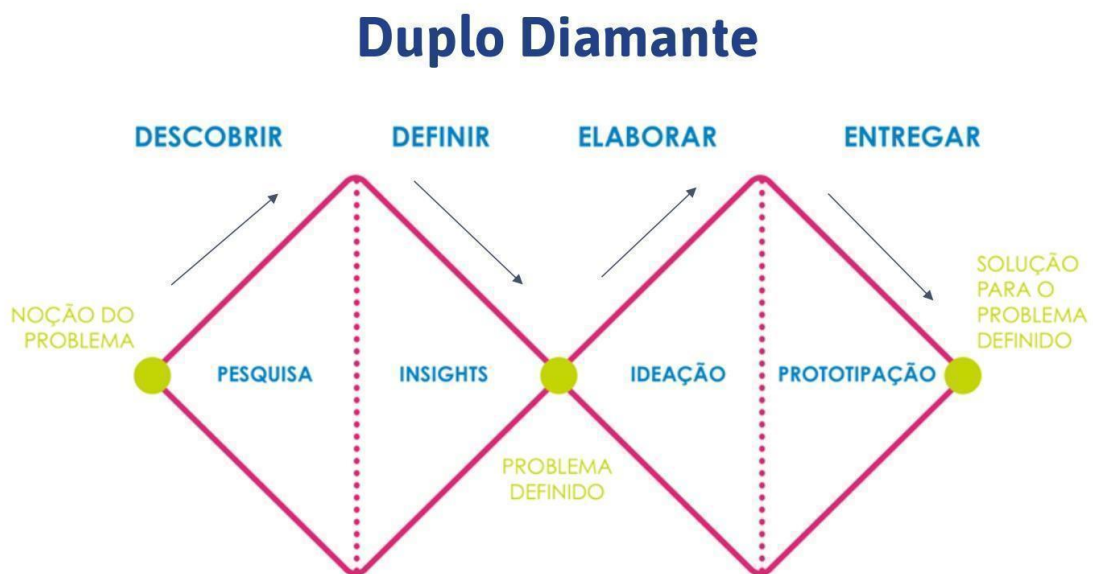 Duplo Diamante
DESCOBRIR
DEFINIR
ELABORAR
ENTREGAR
NOÇÃO DO
PROBLEMA
PESQUISA
INSIGHTS
PROBLEMA
DEFINIDO
IDEAÇÃO
PROTOTIPAÇÃO
SOLUÇÃO
PARA O
PROBLEMA
DEFINIDO